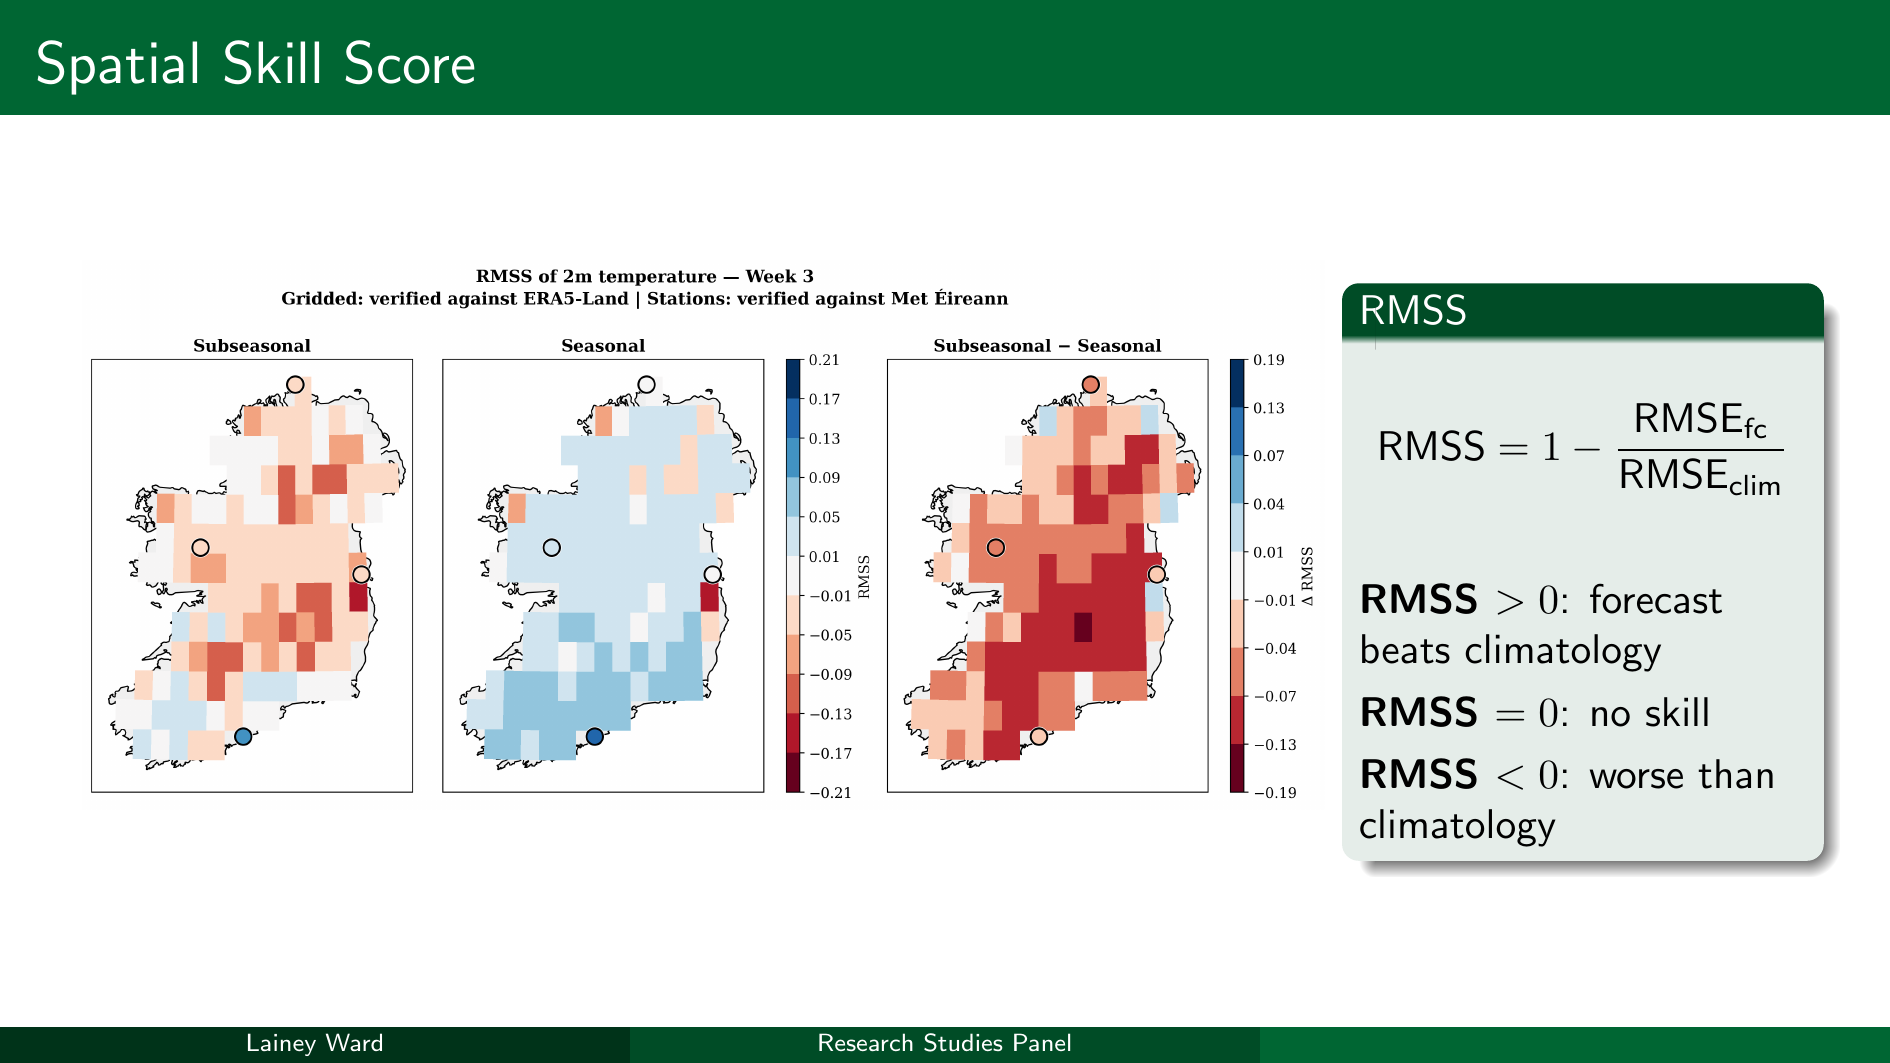 Spatial Skill Score
RMSS of 2m temperature — Week 3
Gridded: verified against ERA5-Land | Stations: verified against Met Éireann
Subseasonal
Seasonal
0.21
0.17
0.13
0.09
0.05
0.01
−0.01
−0.05
−0.09
−0.13
−0.17
−0.21
RMSS
Subseasonal − Seasonal
0.19
0.13
0.07
0.04
0.01
−0.01
−0.04
−0.07
−0.13
−0.19
Δ RMSS
RMSS
RMSS = 1 − RMSE_fc / RMSE_clim
RMSS > 0: forecast
beats climatology
RMSS = 0: no skill
RMSS < 0: worse than
climatology
Lainey Ward
Research Studies Panel